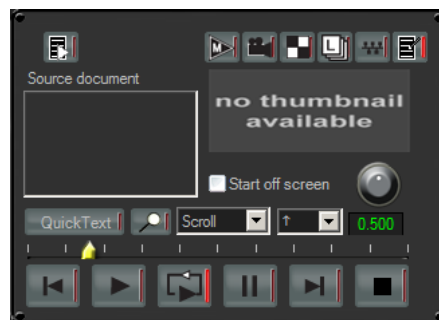 M
L
Source document
no thumbnail
available
Start off screen
QuickText
Scroll
↑
0.500